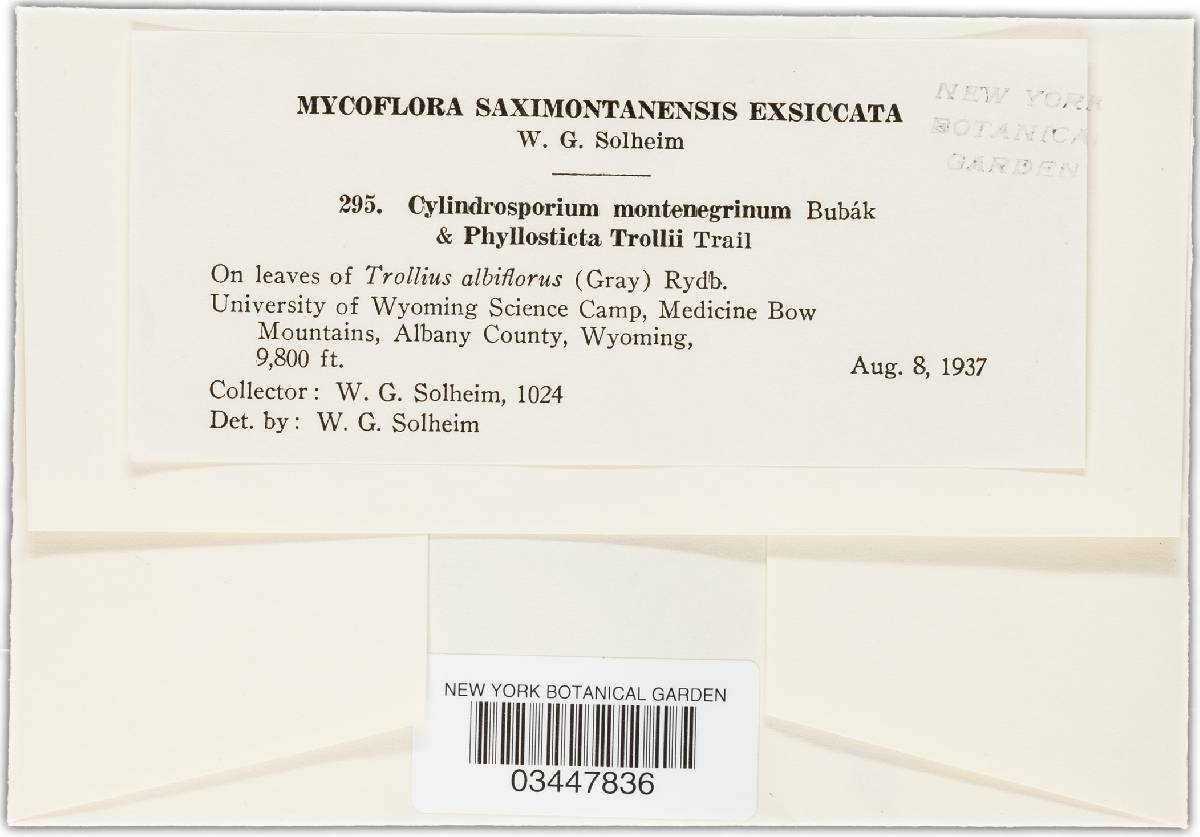 MYCOFLORA SAXIMONTANENSIS EXSICCATA
W. G. Solheim
NEW YORK
BOTANICAL
GARDEN
295. Cylindrosporium montenegrinum Bubák
& Phyllosticta Trollii Trail
On leaves of Trollius albiflorus (Gray) Rydb.
University of Wyoming Science Camp, Medicine Bow
Mountains, Albany County, Wyoming,
9,800 ft.
Aug. 8, 1937
Collector: W. G. Solheim, 1024
Det. by: W. G. Solheim
NEW YORK BOTANICAL GARDEN
03447836